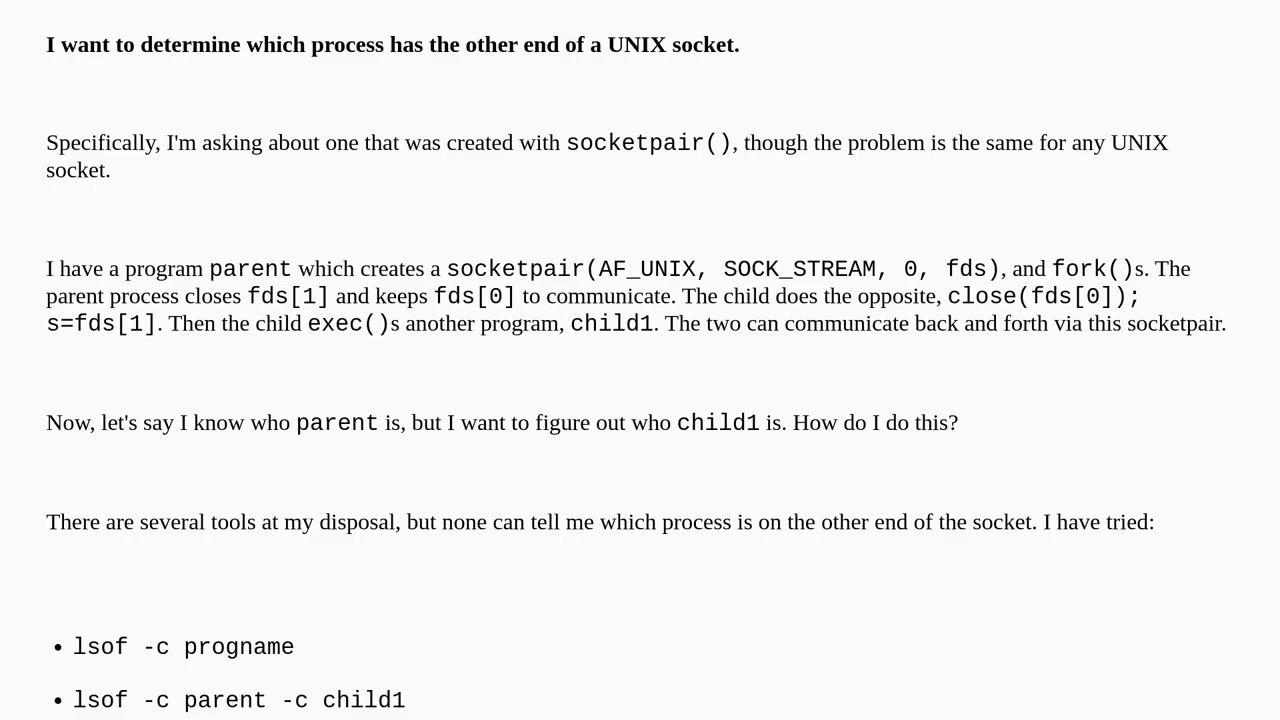 I want to determine which process has the other end of a UNIX socket.
Specifically, I'm asking about one that was created with socketpair(), though the problem is the same for any UNIX
socket.
I have a program parent which creates a socketpair(AF_UNIX, SOCK_STREAM, 0, fds), and fork()s. The
parent process closes fds[1] and keeps fds[0] to communicate. The child does the opposite, close(fds[0]);
s=fds[1]. Then the child exec()s another program, child1. The two can communicate back and forth via this socketpair.
Now, let's say I know who parent is, but I want to figure out who child1 is. How do I do this?
There are several tools at my disposal, but none can tell me which process is on the other end of the socket. I have tried:
• lsof -c progname
• lsof -c parent -c child1